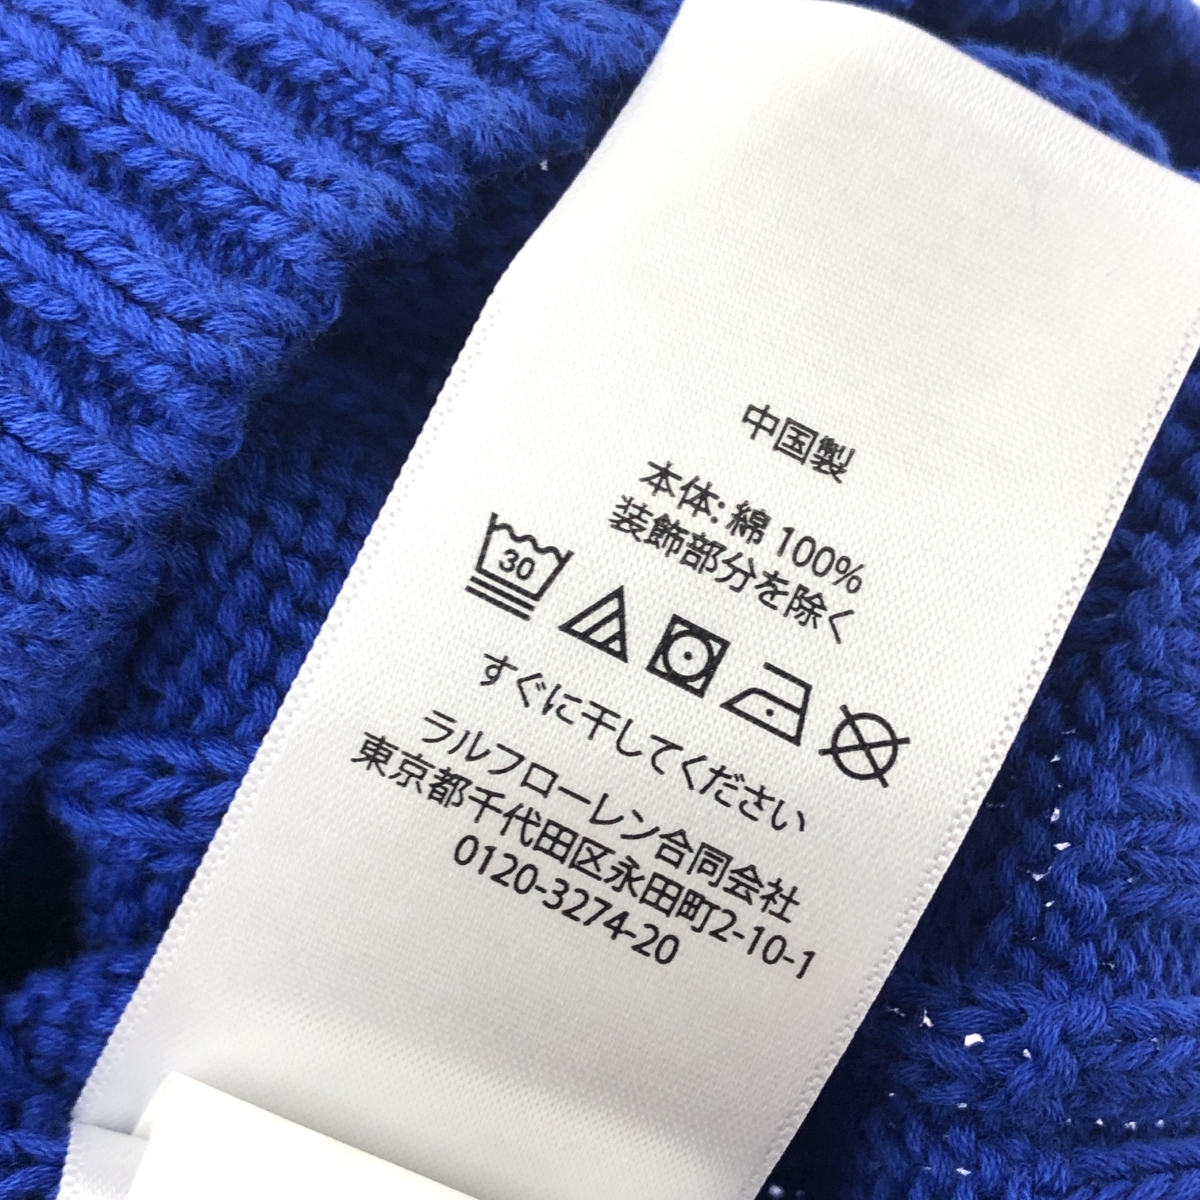 中国製
本体: 綿 100%
装飾部分を除く
30
すぐに干してください
ラルフローレン合同会社
東京都千代田区永田町2-10-1
0120-3274-20